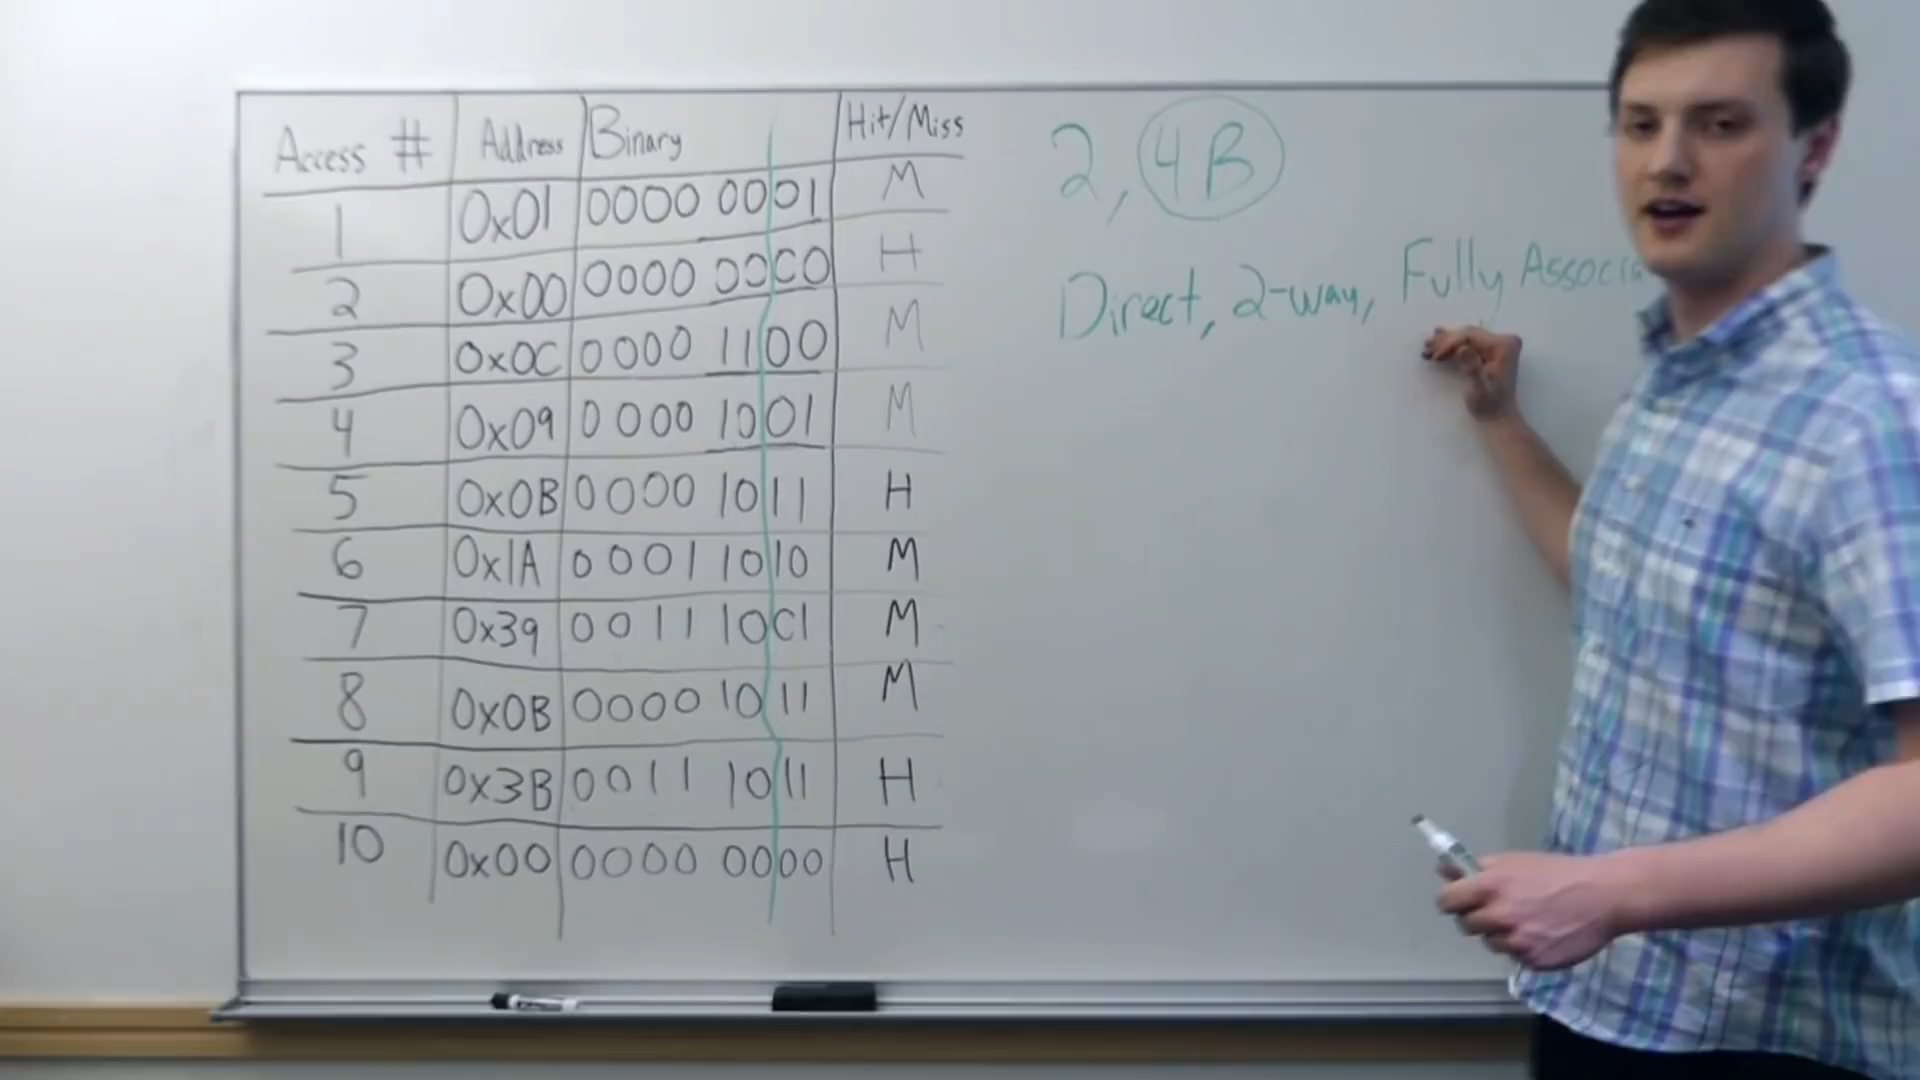 Access # Address Binary Hit/Miss
1 0x01 0000 0001 M
2 0x00 0000 0000 H
3 0x0C 0000 1100 M
4 0x09 0000 1001 M
5 0x0B 0000 1011 H
6 0x1A 0001 1010 M
7 0x39 0011 1001 M
8 0x0B 0000 1011 M
9 0x3B 0011 1011 H
10 0x00 0000 0000 H
2, 4B
Direct, 2-way, Fully Associa